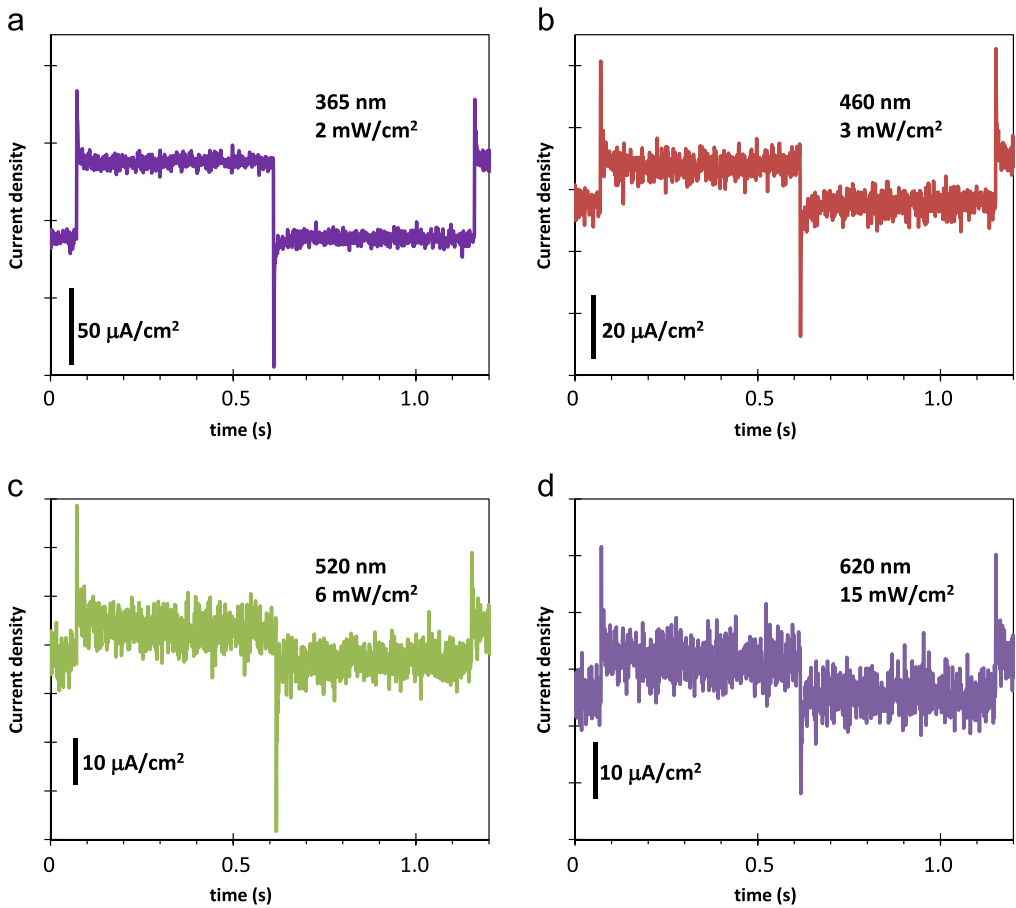 a
365 nm
2 mW/cm²
Current density
50 µA/cm²
0
0.5
1.0
time (s)
b
460 nm
3 mW/cm²
Current density
20 µA/cm²
0
0.5
1.0
time (s)
c
520 nm
6 mW/cm²
Current density
10 µA/cm²
0
0.5
1.0
time (s)
d
620 nm
15 mW/cm²
Current density
10 µA/cm²
0
0.5
1.0
time (s)